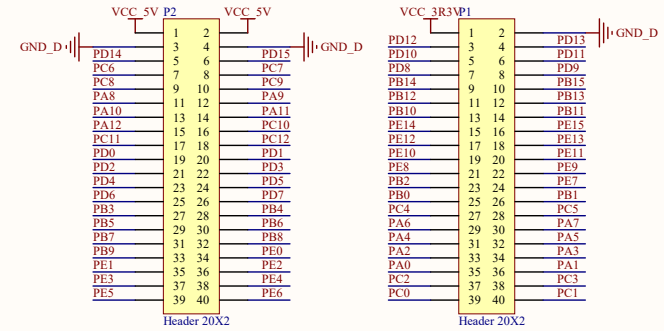 VCC_5V P2 VCC_5V
1 2
GND_D 3 4 GND_D
PD14 5 6 PD15
PC6 7 8 PC7
PC8 9 10 PC9
PA8 11 12 PA9
PA10 13 14 PA11
PA12 15 16 PC10
PC11 17 18 PC12
PD0 19 20 PD1
PD2 21 22 PD3
PD4 23 24 PD5
PD6 25 26 PD7
PB3 27 28 PB4
PB5 29 30 PB6
PB7 31 32 PB8
PB9 33 34 PE0
PE1 35 36 PE2
PE3 37 38 PE4
PE5 39 40 PE6
Header 20X2
VCC_3R3V P1
1 2 GND_D
PD12 3 4 PD13
PD10 5 6 PD11
PD8 7 8 PD9
PB14 9 10 PB15
PB12 11 12 PB13
PB10 13 14 PB11
PE14 15 16 PE15
PE12 17 18 PE13
PE10 19 20 PE11
PE8 21 22 PE9
PB2 23 24 PE7
PB0 25 26 PB1
PC4 27 28 PC5
PA6 29 30 PA7
PA4 31 32 PA5
PA2 33 34 PA3
PA0 35 36 PA1
PC2 37 38 PC3
PC0 39 40 PC1
Header 20X2